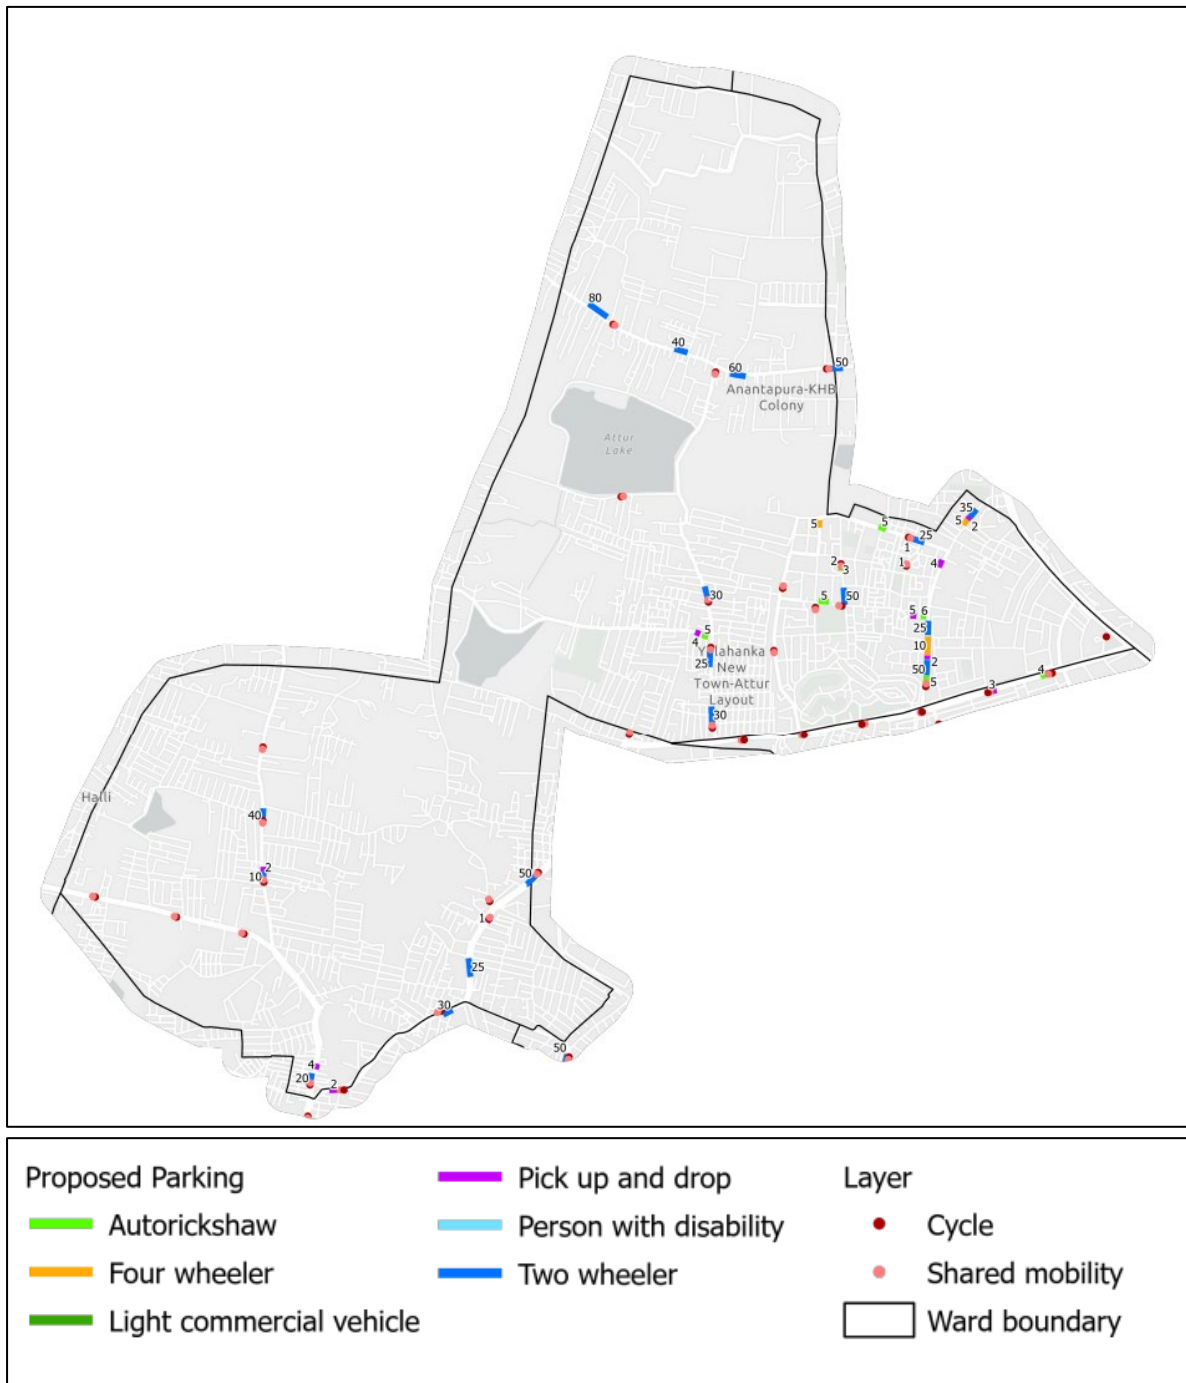 80
40
60
50
Anantapura-KHB
Colony
Attur
Lake
35
5
2
5
5
25
1
2
3
1
4
30
5
50
5
6
5
4
25
10
Yelahanka
New
Town-Attur
Layout
25
2
50
5
3
4
30
Halli
40
2
10
50
1
25
30
50
4
20
2
Proposed Parking
Autorickshaw
Four wheeler
Light commercial vehicle
Pick up and drop
Person with disability
Two wheeler
Layer
Cycle
Shared mobility
Ward boundary